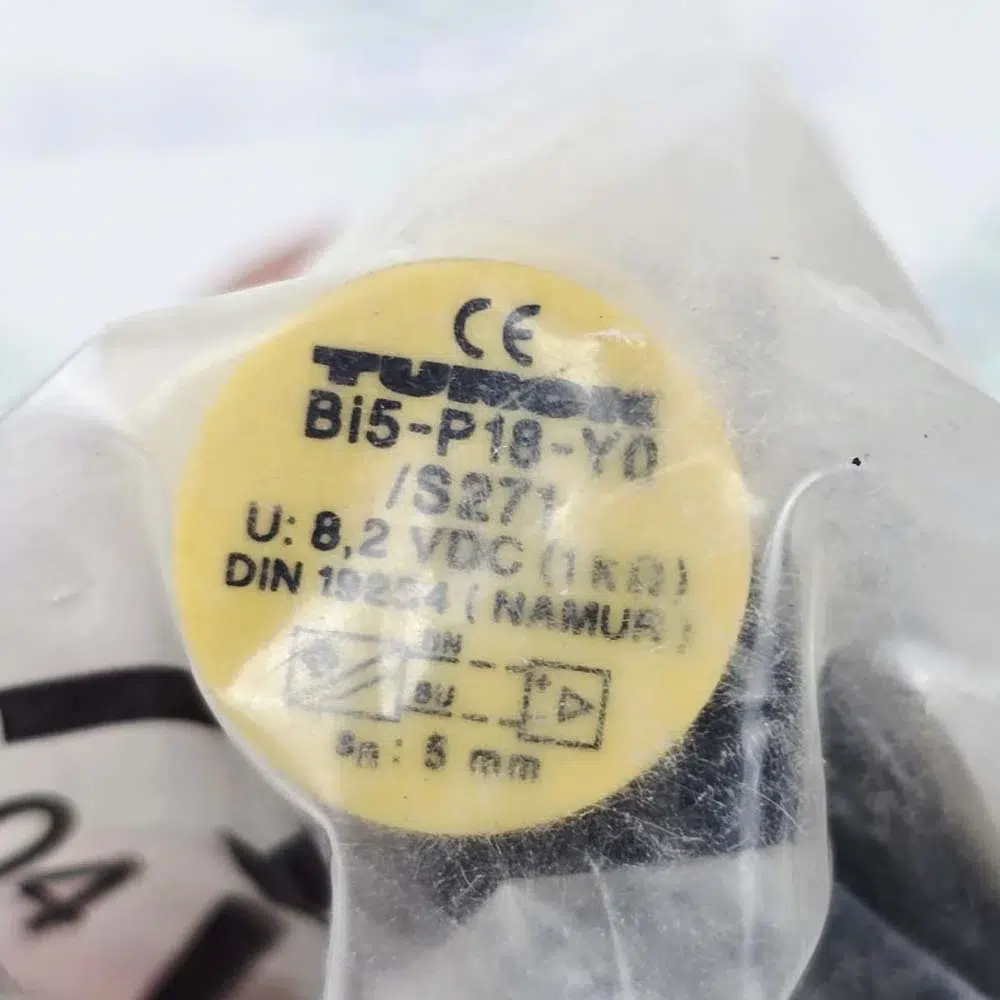 CE
TURCK
Bi5-P18-Y0
/S271
U: 8,2 VDC (1 KΩ)
DIN 19234 ( NAMUR )
BN
BU
+
-
sn : 5 mm
04